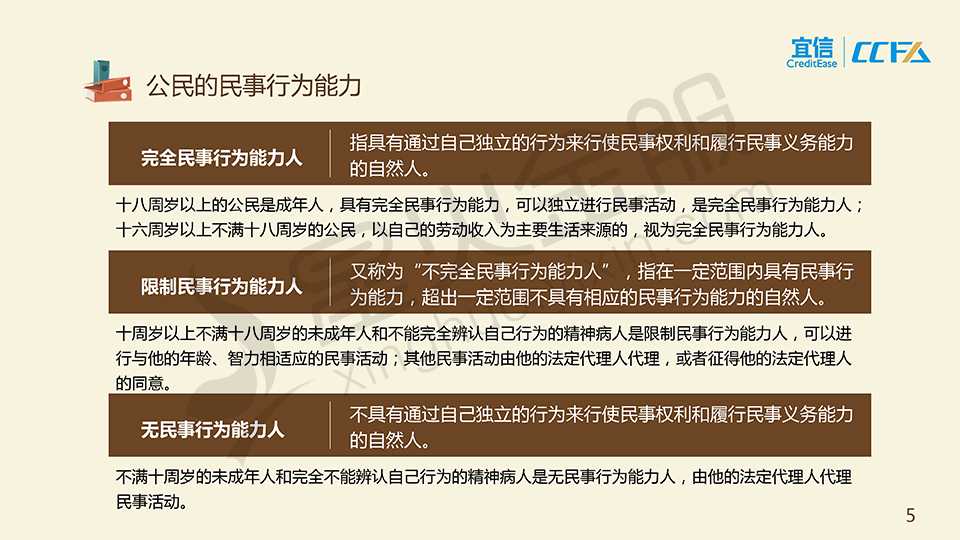 宜信
CreditEase
CCFA
公民的民事行为能力
完全民事行为能力人
指具有通过自己独立的行为来行使民事权利和履行民事义务能力
的自然人。
十八周岁以上的公民是成年人，具有完全民事行为能力，可以独立进行民事活动，是完全民事行为能力人；
十六周岁以上不满十八周岁的公民，以自己的劳动收入为主要生活来源的，视为完全民事行为能力人。
限制民事行为能力人
又称为“不完全民事行为能力人”，指在一定范围内具有民事行
为能力，超出一定范围不具有相应的民事行为能力的自然人。
十周岁以上不满十八周岁的未成年人和不能完全辨认自己行为的精神病人是限制民事行为能力人，可以进
行与他的年龄、智力相适应的民事活动；其他民事活动由他的法定代理人代理，或者征得他的法定代理人
的同意。
无民事行为能力人
不具有通过自己独立的行为来行使民事权利和履行民事义务能力
的自然人。
不满十周岁的未成年人和完全不能辨认自己行为的精神病人是无民事行为能力人，由他的法定代理人代理
民事活动。
5